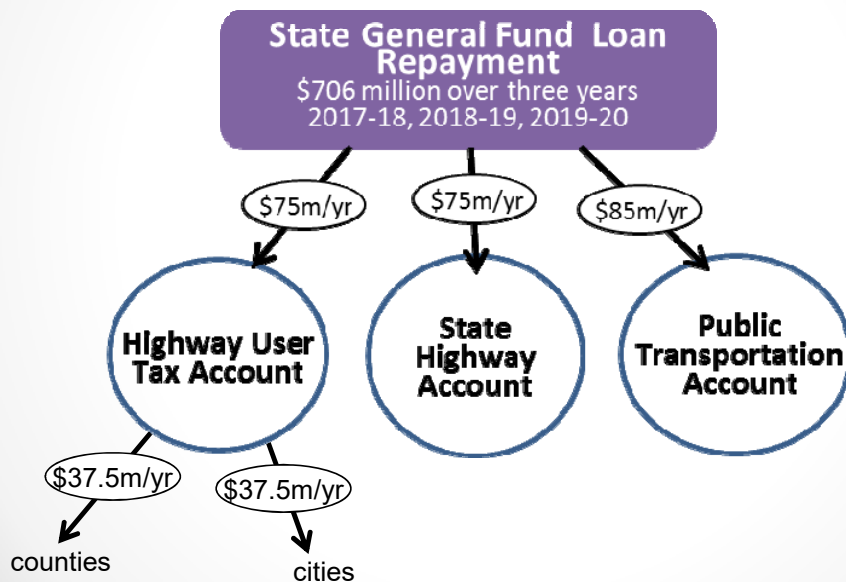 State General Fund Loan
Repayment
$706 million over three years
2017-18, 2018-19, 2019-20
$75m/yr
$75m/yr
$85m/yr
Highway User
Tax Account
State
Highway
Account
Public
Transportation
Account
$37.5m/yr
$37.5m/yr
counties
cities